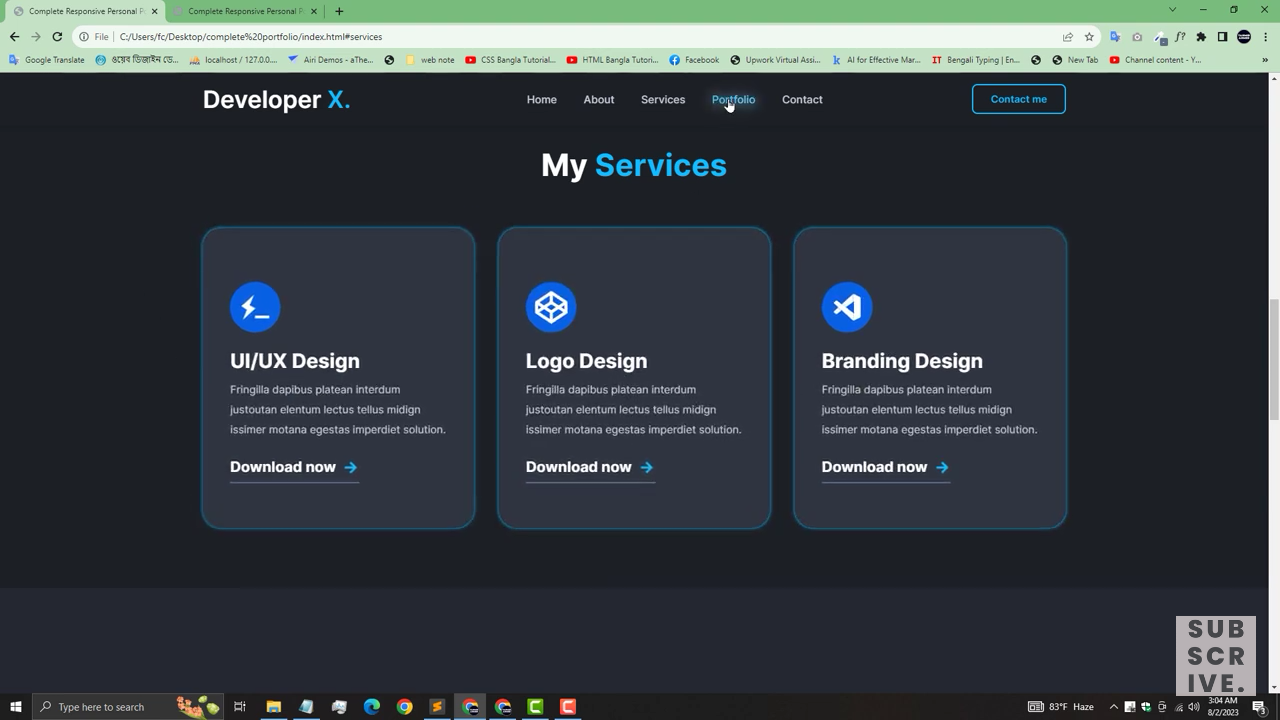 Complete Responsive Personal Po
Complete Responsive Personal P
File
C:/Users/fc/Desktop/complete%20portfolio/index.html#services
Google Translate
ওয়েব ডিজাইন ডে...
localhost / 127.0.0....
Airi Demos - aThe...
web note
CSS Bangla Tutori...
HTML Bangla Tutori...
Facebook
Upwork Virtual Assi...
AI for Effective Mar...
Bengali Typing | En...
New Tab
Channel content - Y...
Developer X.
Home
About
Services
Portfolio
Contact
Contact me
My Services
UI/UX Design
Fringilla dapibus platean interdum
justoutan elentum lectus tellus midign
issimer motana egestas imperdiet solution.
Download now
Logo Design
Fringilla dapibus platean interdum
justoutan elentum lectus tellus midign
issimer motana egestas imperdiet solution.
Download now
Branding Design
Fringilla dapibus platean interdum
justoutan elentum lectus tellus midign
issimer motana egestas imperdiet solution.
Download now
SUB
SCR
IVE.
Type here to search
83°F Haze
3:04 AM
8/2/2023